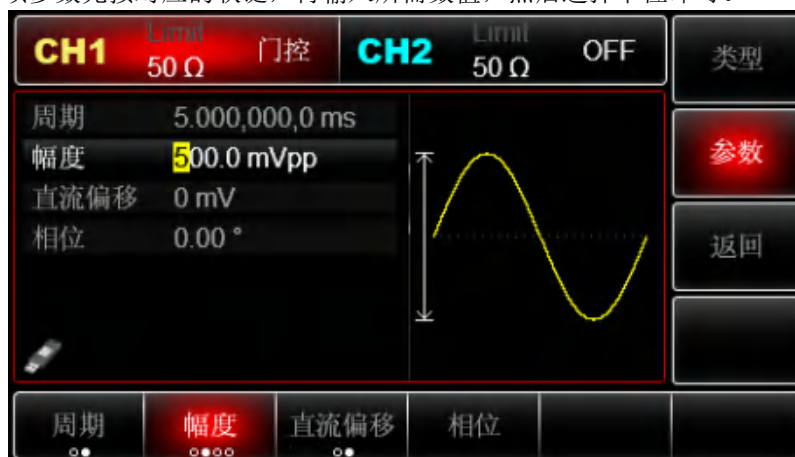 CH1 Limit 50 Ω 门控 CH2 Limit 50 Ω OFF
类型
周期 5.000,000,0 ms
幅度 500.0 mVpp
参数
直流偏移 0 mV
相位 0.00 °
返回
周期 幅度 直流偏移 相位